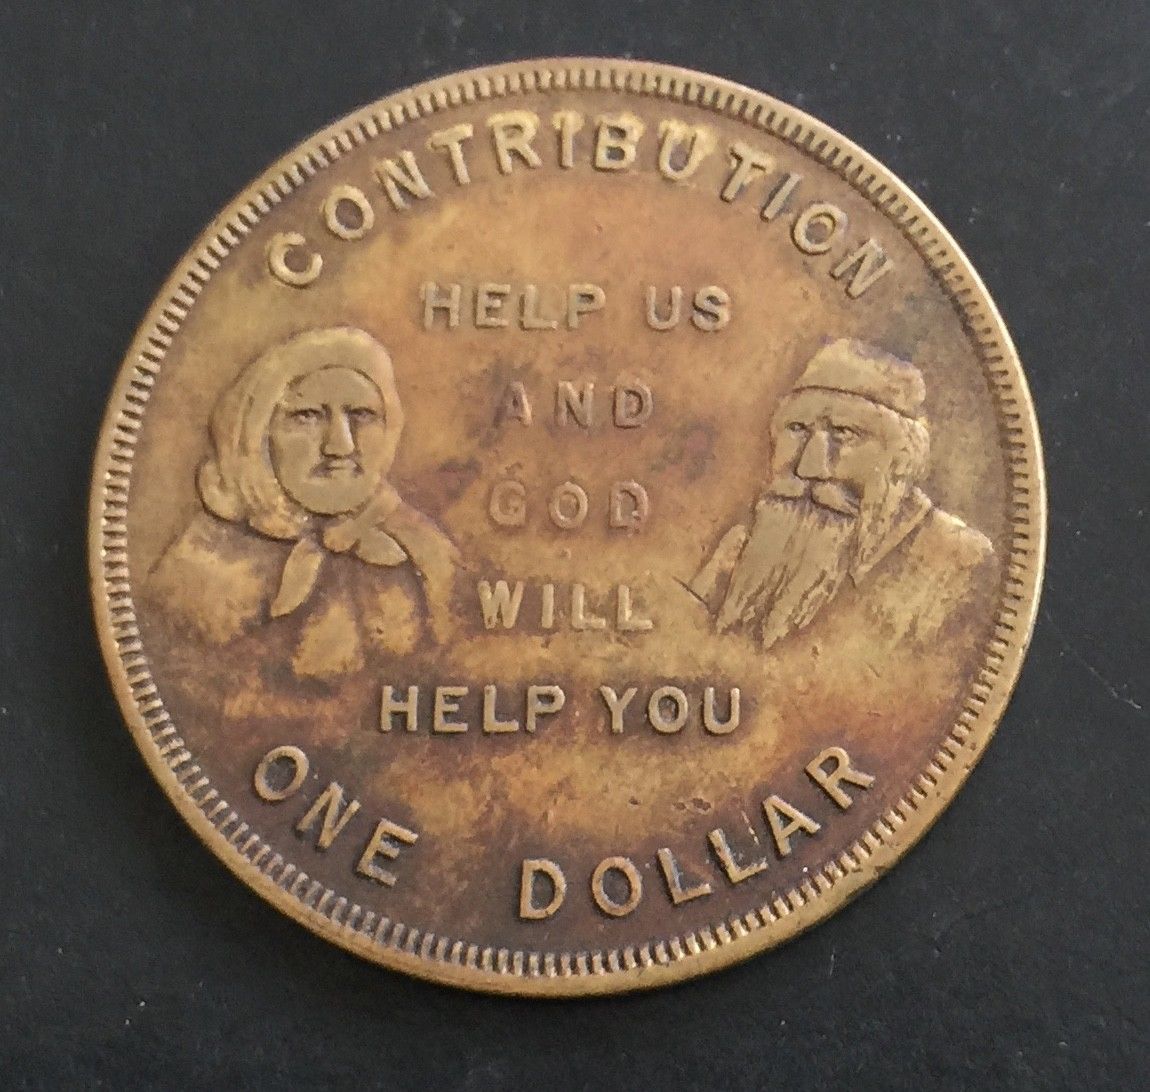 CONTRIBUTION
HELP US
AND
GOD
WILL
HELP YOU
ONE DOLLAR